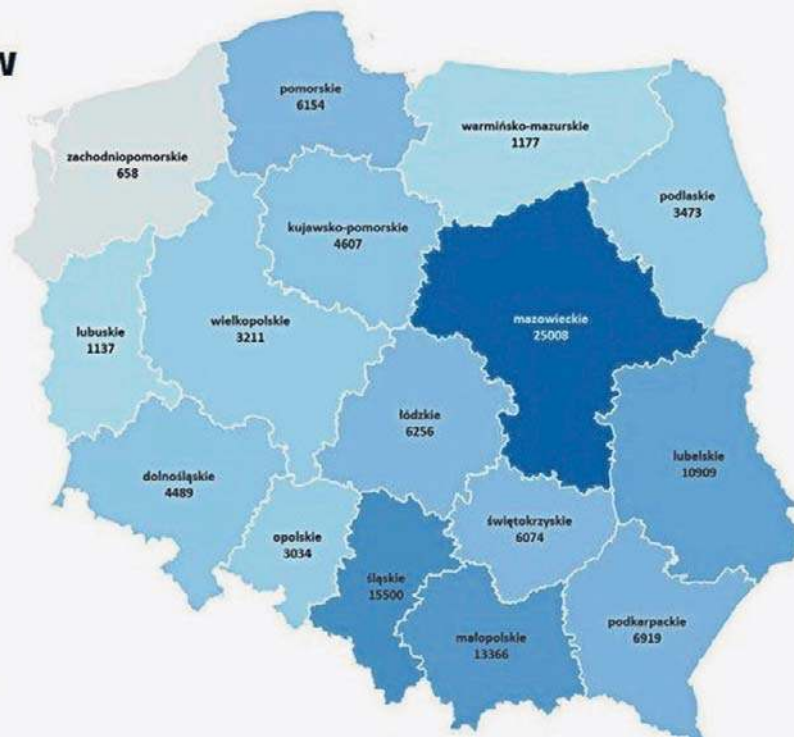 w
pomorskie
6154
warmińsko-mazurskie
1177
zachodniopomorskie
658
podlaskie
3473
kujawsko-pomorskie
4607
mazowieckie
25008
wielkopolskie
3211
lubuskie
1137
łódzkie
6256
lubelskie
10909
dolnośląskie
4489
świętokrzyskie
6074
opolskie
3034
śląskie
15500
małopolskie
13366
podkarpackie
6919